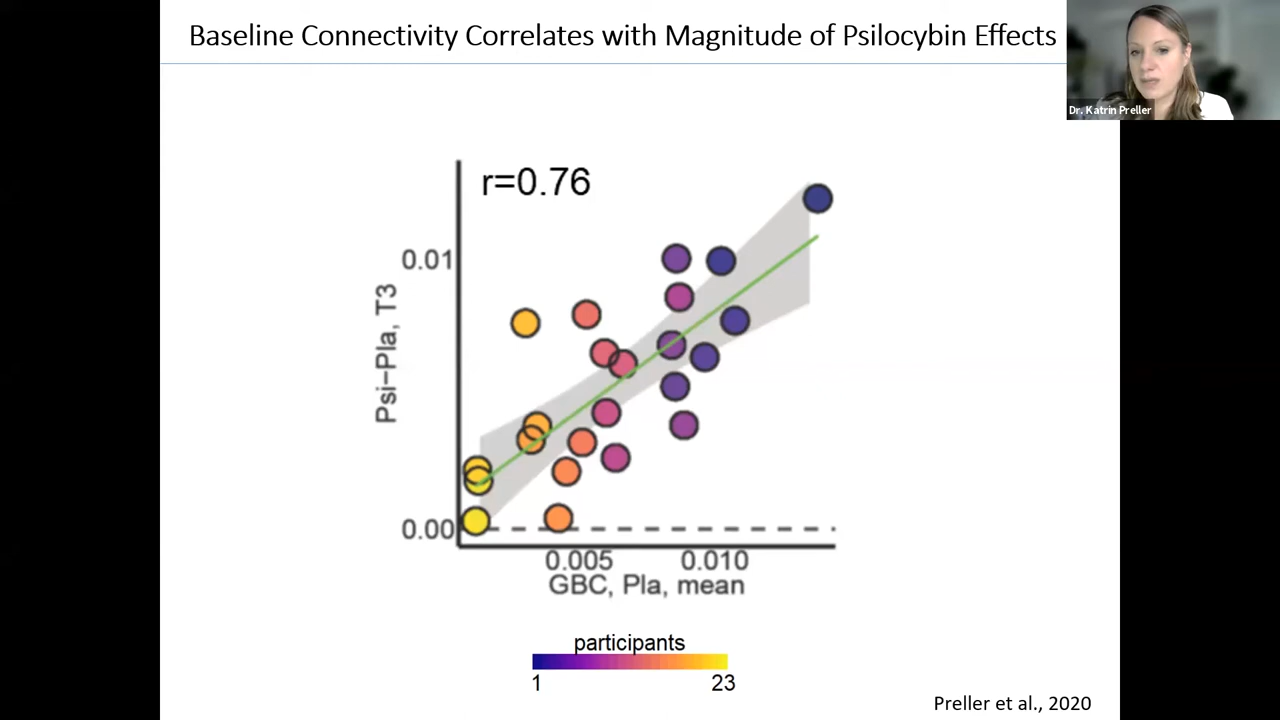 Baseline Connectivity Correlates with Magnitude of Psilocybin Effects
Dr. Katrin Preller
r=0.76
0.01
Psi−Pla, T3
0.00
0.005 0.010
GBC, Pla, mean
participants
1 23
Preller et al., 2020